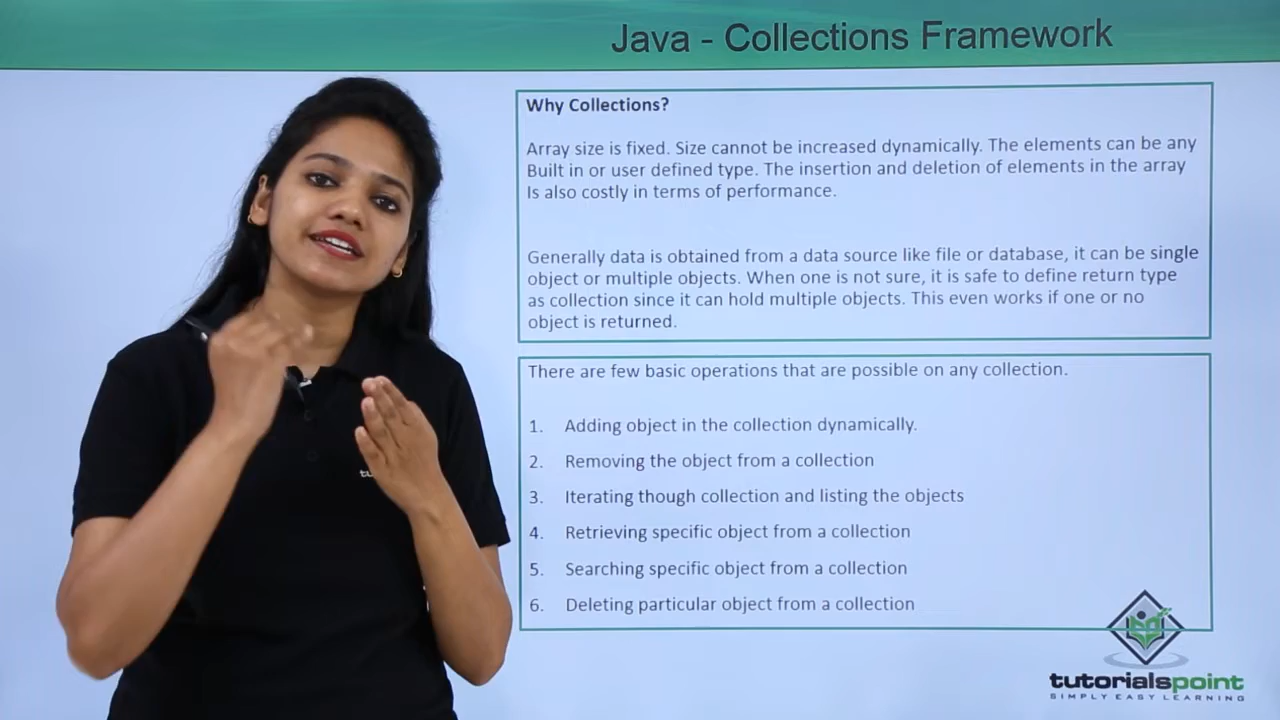 Java - Collections Framework
Why Collections?
Array size is fixed. Size cannot be increased dynamically. The elements can be any
Built in or user defined type. The insertion and deletion of elements in the array
Is also costly in terms of performance.
Generally data is obtained from a data source like file or database, it can be single
object or multiple objects. When one is not sure, it is safe to define return type
as collection since it can hold multiple objects. This even works if one or no
object is returned.
There are few basic operations that are possible on any collection.
1. Adding object in the collection dynamically.
2. Removing the object from a collection
3. Iterating though collection and listing the objects
4. Retrieving specific object from a collection
5. Searching specific object from a collection
6. Deleting particular object from a collection
tutorialspoint
SIMPLY EASY LEARNING